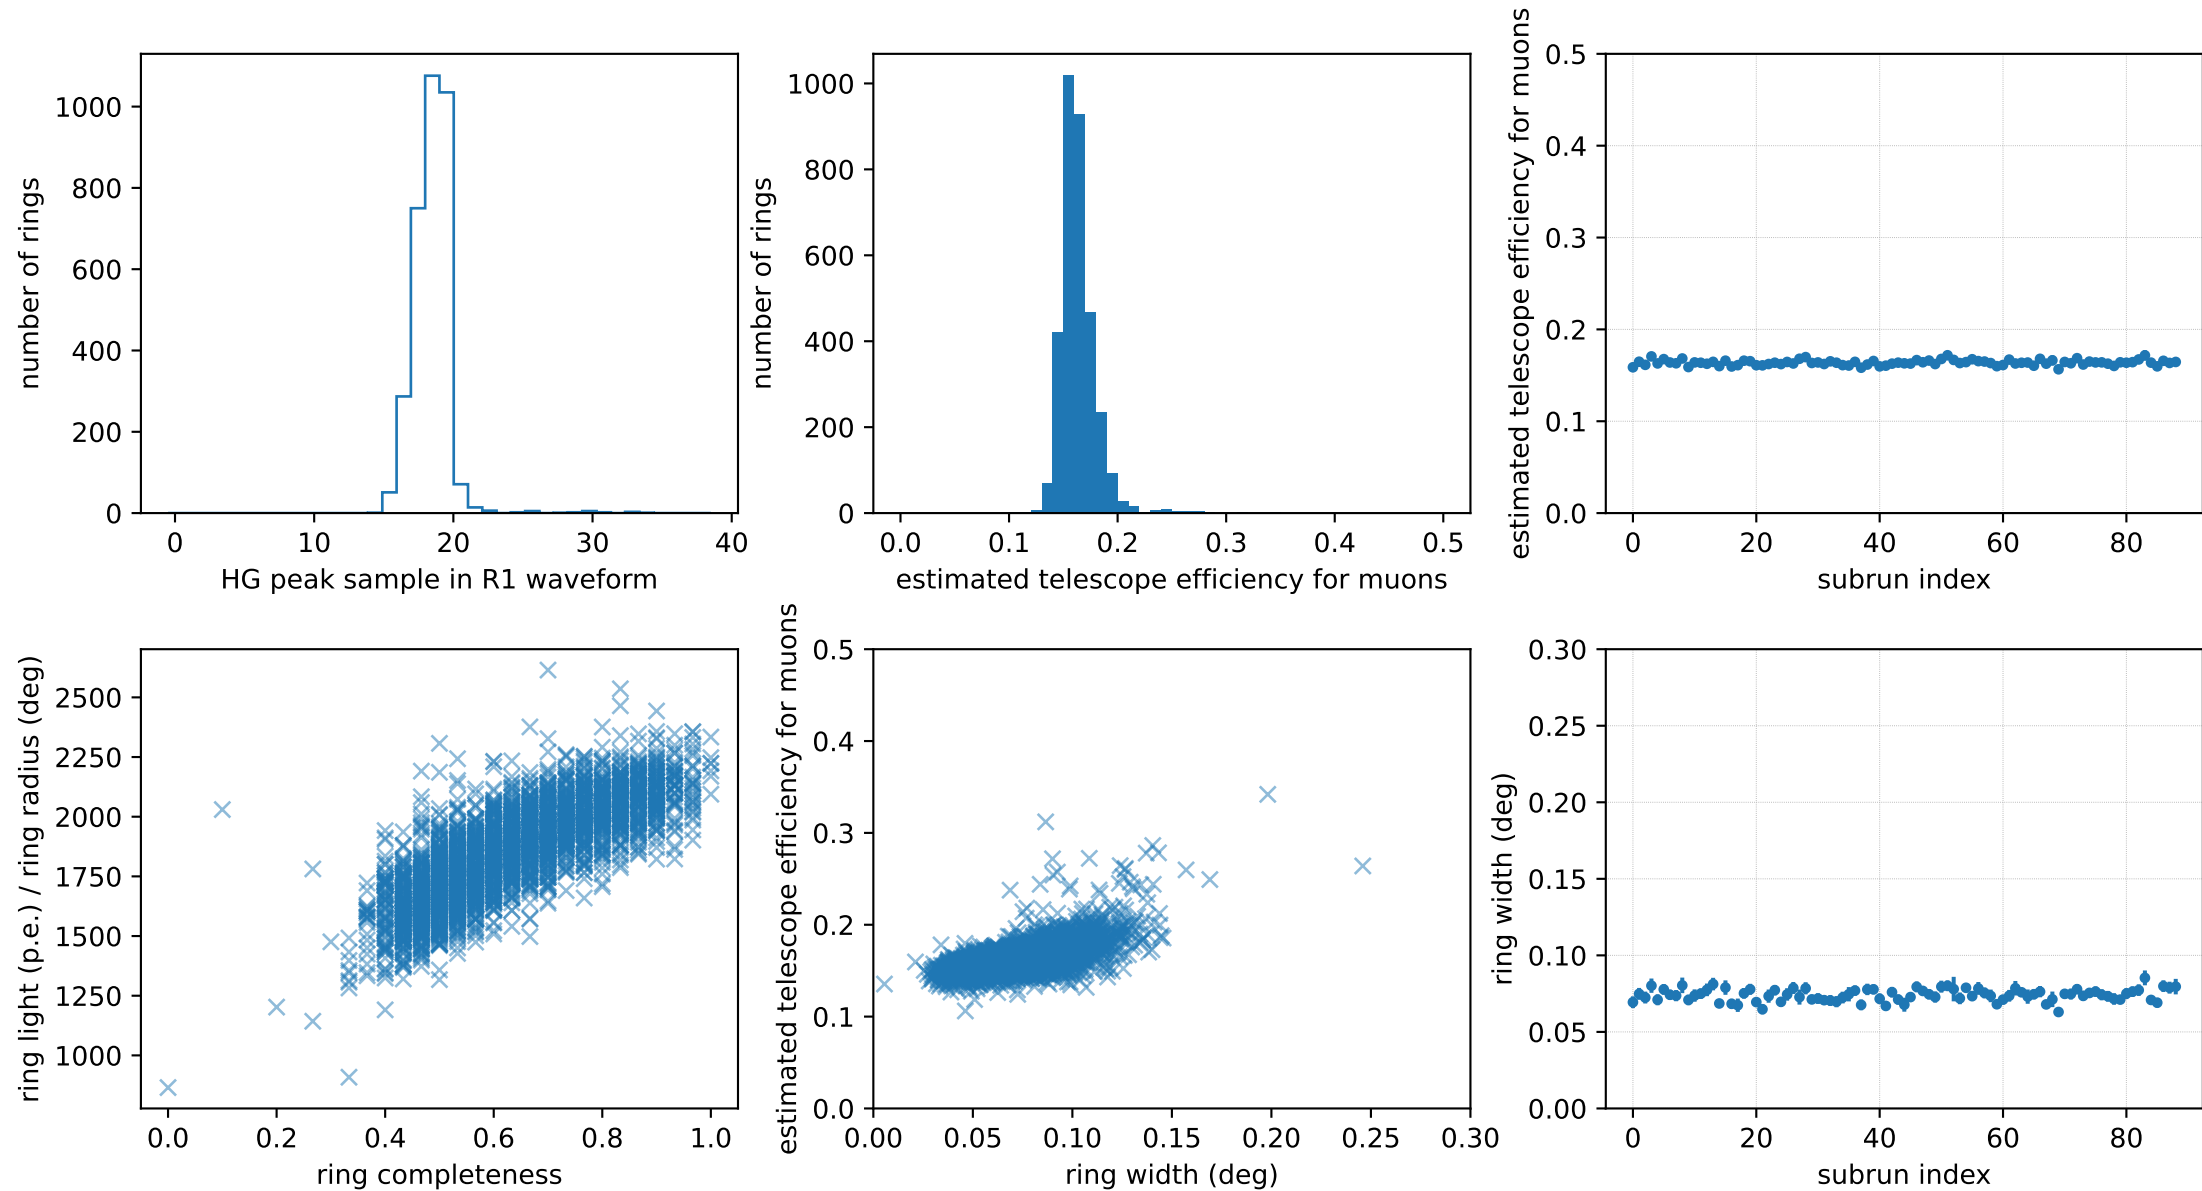 number of rings
1000
800
600
400
200
0
0 10 20 30 40
HG peak sample in R1 waveform
number of rings
1000
800
600
400
200
0
0.0 0.1 0.2 0.3 0.4 0.5
estimated telescope efficiency for muons
estimated telescope efficiency for muons
0.5
0.4
0.3
0.2
0.1
0.0
0 20 40 60 80
subrun index
ring light (p.e.) / ring radius (deg)
2500
2250
2000
1750
1500
1250
1000
0.0 0.2 0.4 0.6 0.8 1.0
ring completeness
estimated telescope efficiency for muons
0.5
0.4
0.3
0.2
0.1
0.0
0.00 0.05 0.10 0.15 0.20 0.25 0.30
ring width (deg)
ring width (deg)
0.30
0.25
0.20
0.15
0.10
0.05
0.00
0 20 40 60 80
subrun index